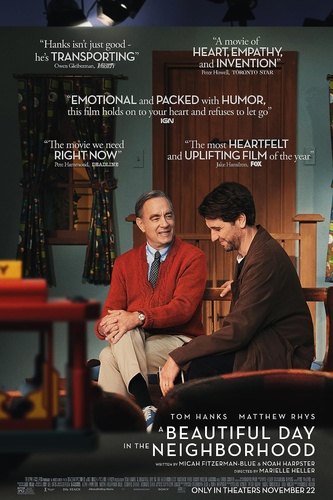 "Hanks isn't just good -
he's TRANSPORTING"
Owen Gleiberman, VARIETY
"A movie of
HEART, EMPATHY,
and INVENTION"
Peter Howell, TORONTO STAR
"EMOTIONAL and PACKED with HUMOR,
this film holds on to your heart and refuses to let go"
IGN
"The movie we need
RIGHT NOW"
Pete Hammond, DEADLINE
"The most HEARTFELT
and UPLIFTING FILM of the year"
Jake Hamilton, FOX
TOM HANKS MATTHEW RHYS
A BEAUTIFUL DAY
IN THE NEIGHBORHOOD
WRITTEN BY MICAH FITZERMAN-BLUE & NOAH HARPSTER
DIRECTED BY MARIELLE HELLER
ONLY IN THEATERS NOVEMBER 22